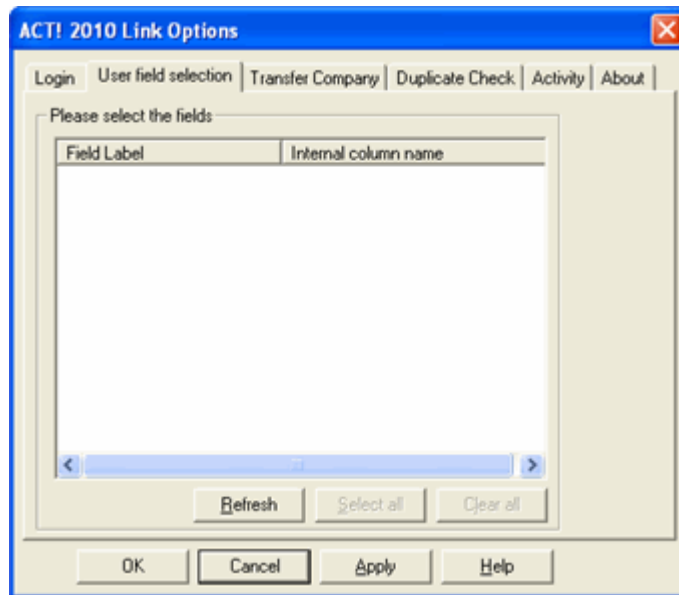 ACT! 2010 Link Options
Login User field selection Transfer Company Duplicate Check Activity About
Please select the fields
Field Label Internal column name
Refresh Select all Clear all
OK Cancel Apply Help